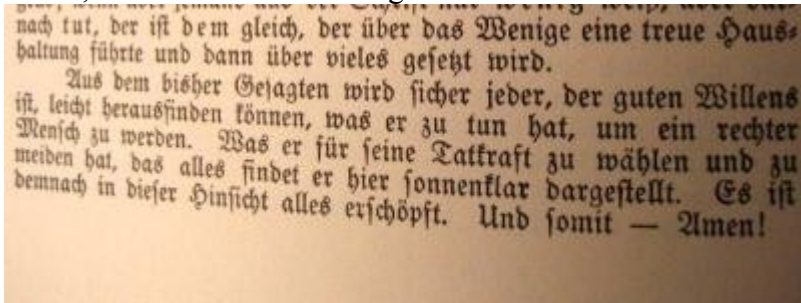 nach tut, der iſt dem gleich, der über das Wenige eine treue Haus⸗
haltung führte und dann über vieles geſetzt wird.
Aus dem bisher Geſagten wird ſicher jeder, der guten Willens
iſt, leicht herausfinden können, was er zu tun hat, um ein rechter
Menſch zu werden. Was er für ſeine Tatkraft zu wählen und zu
meiden hat, das alles findet er hier ſonnenklar dargeſtellt. Es iſt
demnach in dieſer Hinſicht alles erſchöpft. Und ſomit — Amen!